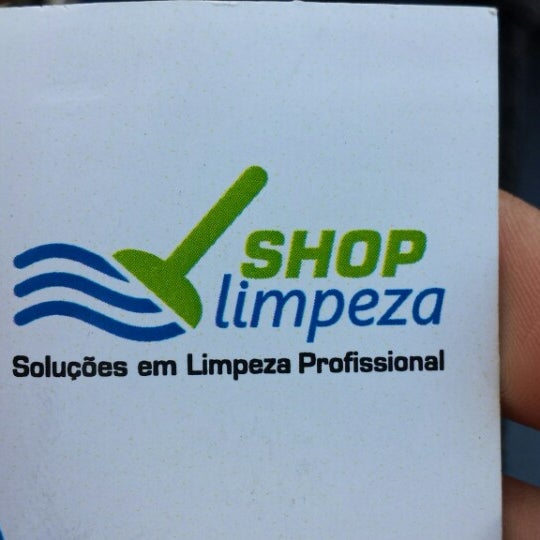 SHOP
limpeza
Soluções em Limpeza Profissional